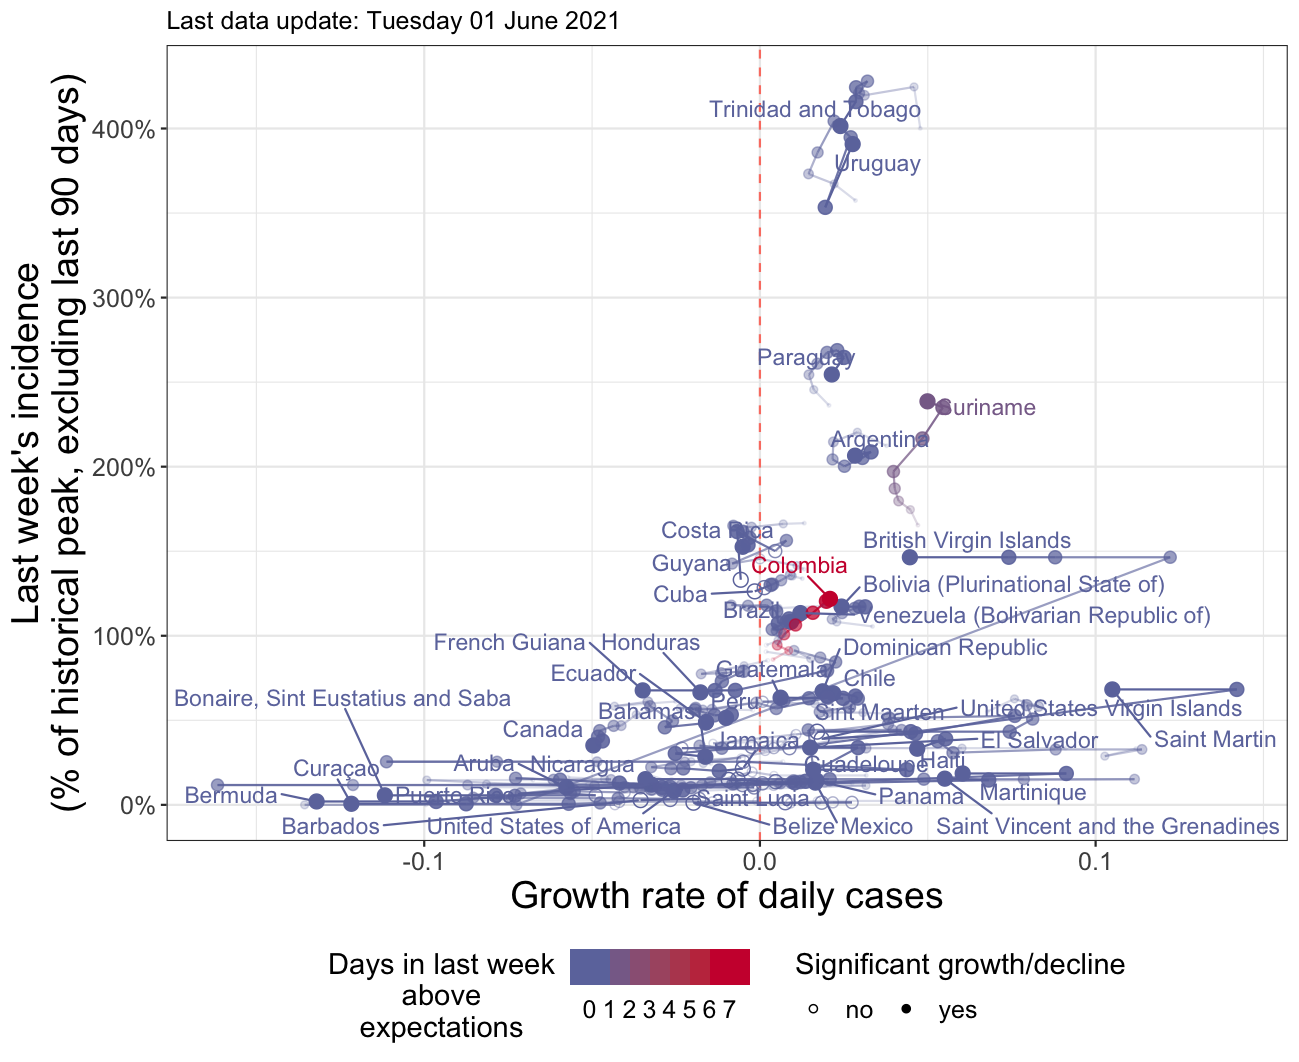 Last data update: Tuesday 01 June 2021
Last week's incidence
(% of historical peak, excluding last 90 days)
400%
300%
200%
100%
0%
Trinidad and Tobago
Uruguay
Paraguay
Suriname
Argentina
Costa Rica
British Virgin Islands
Guyana
Colombia
Cuba
Bolivia (Plurinational State of)
Brazil
Venezuela (Bolivarian Republic of)
French Guiana
Honduras
Dominican Republic
Ecuador
Guatemala
Chile
Bonaire, Sint Eustatius and Saba
Peru
Bahamas
Sint Maarten
United States Virgin Islands
Canada
Jamaica
El Salvador
Saint Martin
Curaçao
Aruba
Nicaragua
Guadeloupe
Haiti
Bermuda
Puerto Rico
Saint Lucia
Panama
Martinique
Barbados
United States of America
Belize
Mexico
Saint Vincent and the Grenadines
-0.1
0.0
0.1
Growth rate of daily cases
Days in last week
above
expectations
0 1 2 3 4 5 6 7
Significant growth/decline
no
yes